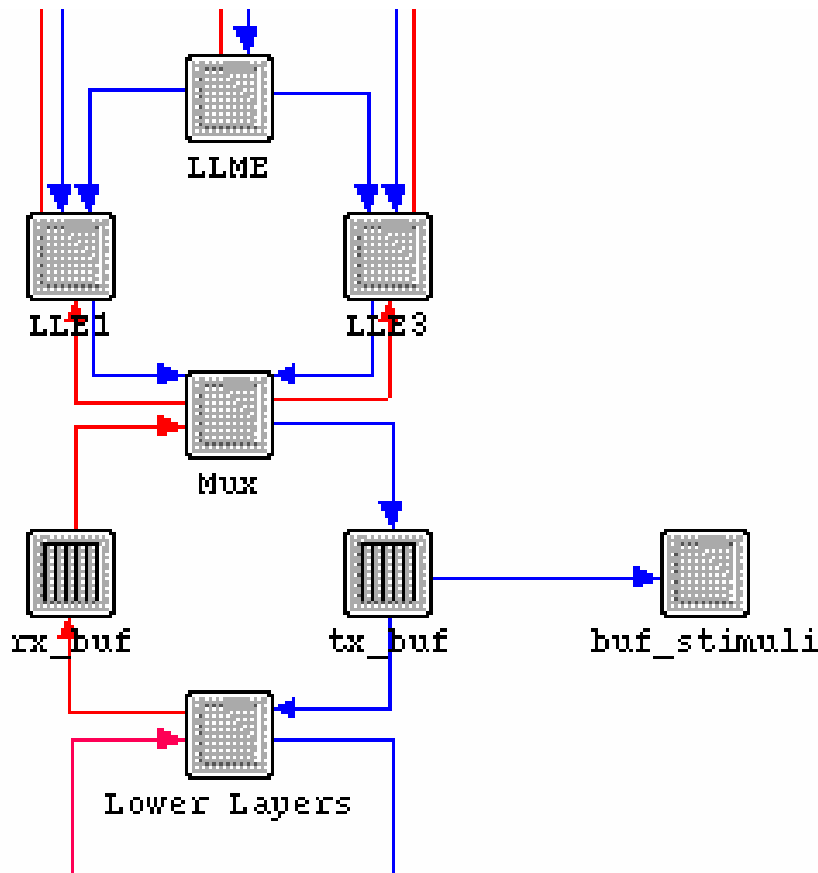 LLME
LLE1
LLE3
Mux
rx_buf
tx_buf
buf_stimuli
Lower Layers